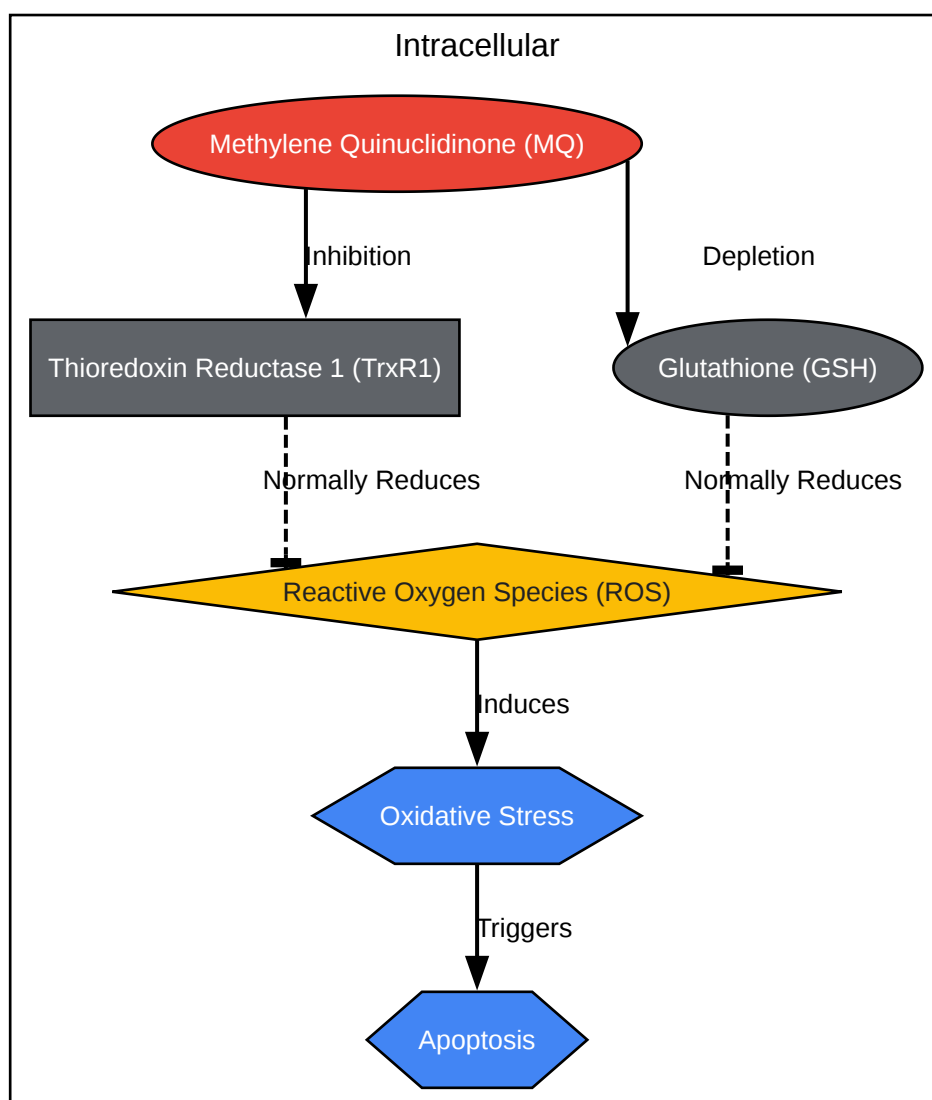 Intracellular
Methylene Quinuclidinone (MQ)
Inhibition
Depletion
Thioredoxin Reductase 1 (TrxR1)
Glutathione (GSH)
Normally Reduces
Normally Reduces
Reactive Oxygen Species (ROS)
Induces
Oxidative Stress
Triggers
Apoptosis